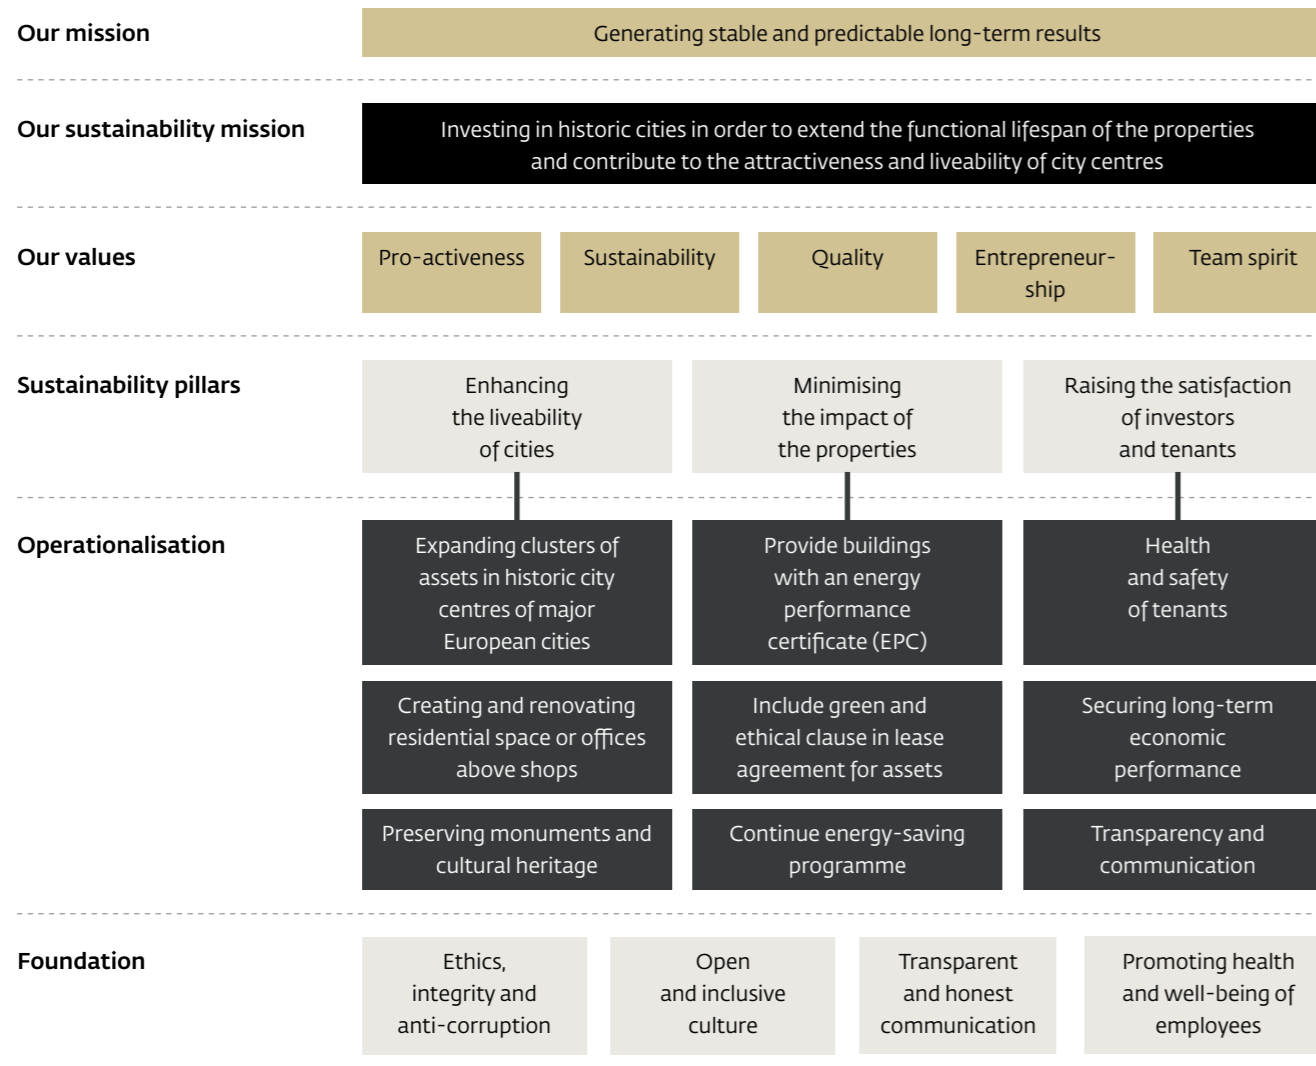 Our mission
Generating stable and predictable long-term results
Our sustainability mission
Investing in historic cities in order to extend the functional lifespan of the properties
and contribute to the attractiveness and liveability of city centres
Our values
Pro-activeness
Sustainability
Quality
Entrepreneur-
ship
Team spirit
Sustainability pillars
Enhancing
the liveability
of cities
Minimising
the impact of
the properties
Raising the satisfaction
of investors
and tenants
Operationalisation
Expanding clusters of
assets in historic city
centres of major
European cities
Provide buildings
with an energy
performance
certificate (EPC)
Health
and safety
of tenants
Creating and renovating
residential space or offices
above shops
Include green and
ethical clause in lease
agreement for assets
Securing long-term
economic
performance
Preserving monuments and
cultural heritage
Continue energy-saving
programme
Transparency and
communication
Foundation
Ethics,
integrity and
anti-corruption
Open
and inclusive
culture
Transparent
and honest
communication
Promoting health
and well-being of
employees